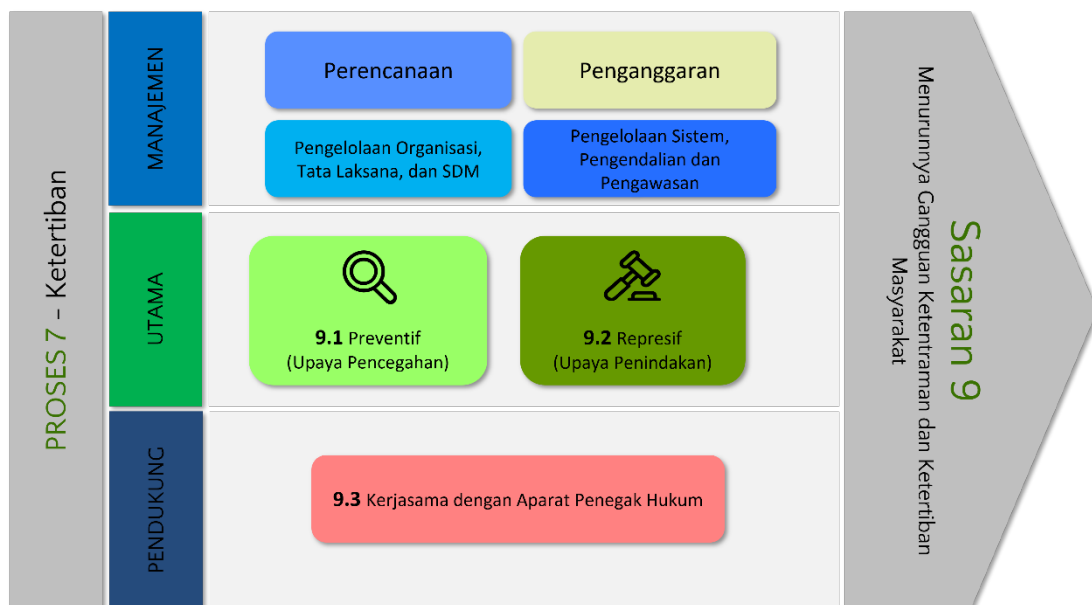 PROSES 7 – Ketertiban
MANAJEMEN
Perencanaan
Penganggaran
Pengelolaan Organisasi,
Tata Laksana, dan SDM
Pengelolaan Sistem,
Pengendalian dan
Pengawasan
UTAMA
9.1 Preventif
(Upaya Pencegahan)
9.2 Represif
(Upaya Penindakan)
PENDUKUNG
9.3 Kerjasama dengan Aparat Penegak Hukum
Sasaran 9
Menurunnya Gangguan Ketentraman dan Ketertiban
Masyarakat